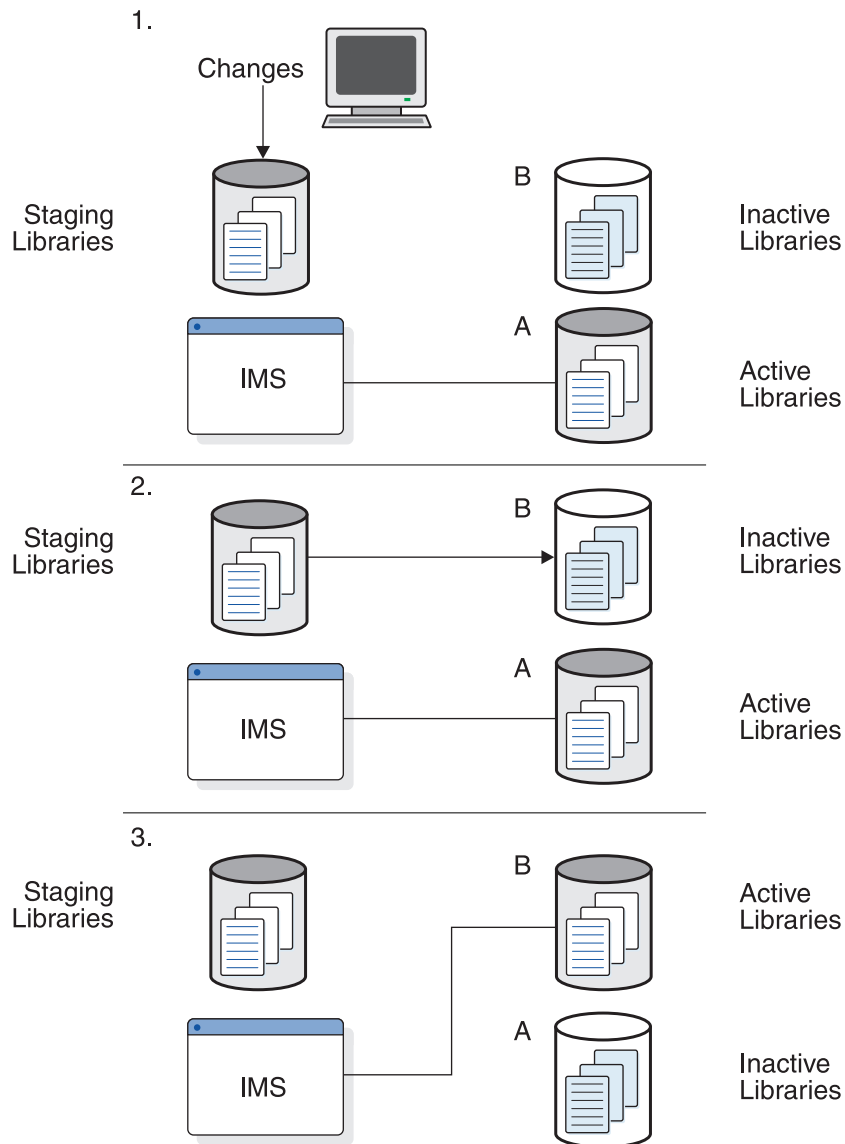 1.
Changes
Staging
Libraries
B
Inactive
Libraries
IMS
A
Active
Libraries
2.
Staging
Libraries
B
Inactive
Libraries
IMS
A
Active
Libraries
3.
Staging
Libraries
B
Active
Libraries
IMS
A
Inactive
Libraries